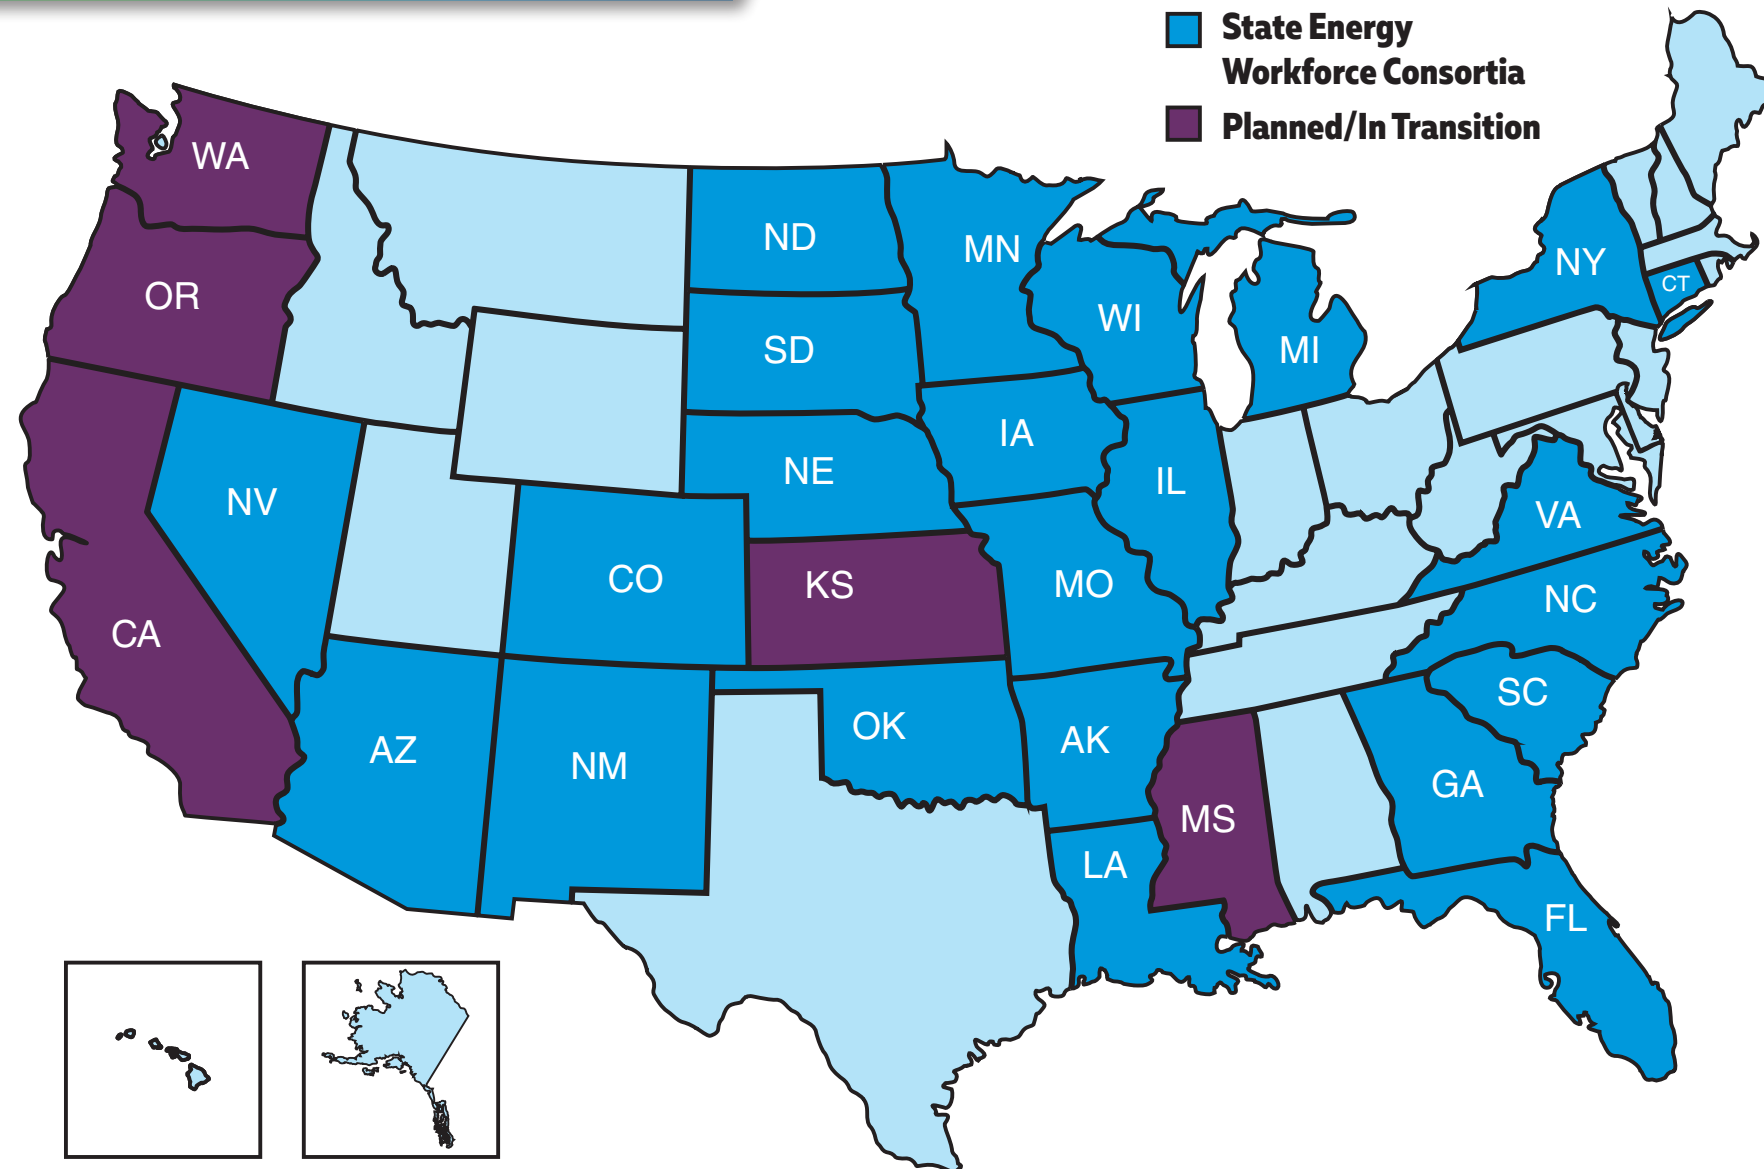 State Energy
Workforce Consortia
Planned/In Transition
WA
OR
CA
NV
AZ
NM
CO
ND
SD
NE
KS
OK
MN
IA
MO
AK
LA
WI
IL
MI
MS
NY
CT
VA
NC
SC
GA
FL